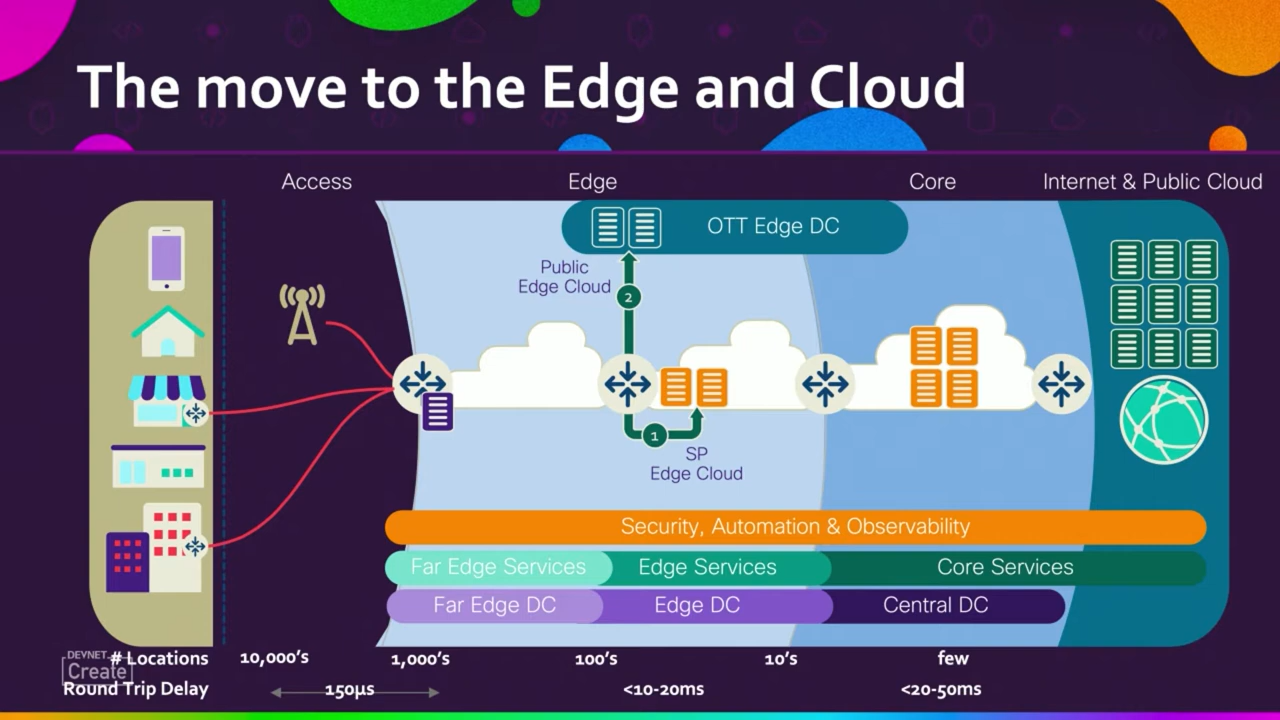 The move to the Edge and Cloud
Access
Edge
Core
Internet & Public Cloud
OTT Edge DC
Public
Edge Cloud
2
1
SP
Edge Cloud
Security, Automation & Observability
Far Edge Services
Edge Services
Core Services
Far Edge DC
Edge DC
Central DC
DEVNET
Create
# Locations
10,000's
1,000's
100's
10's
few
Round Trip Delay
150µs
<10-20ms
<20-50ms